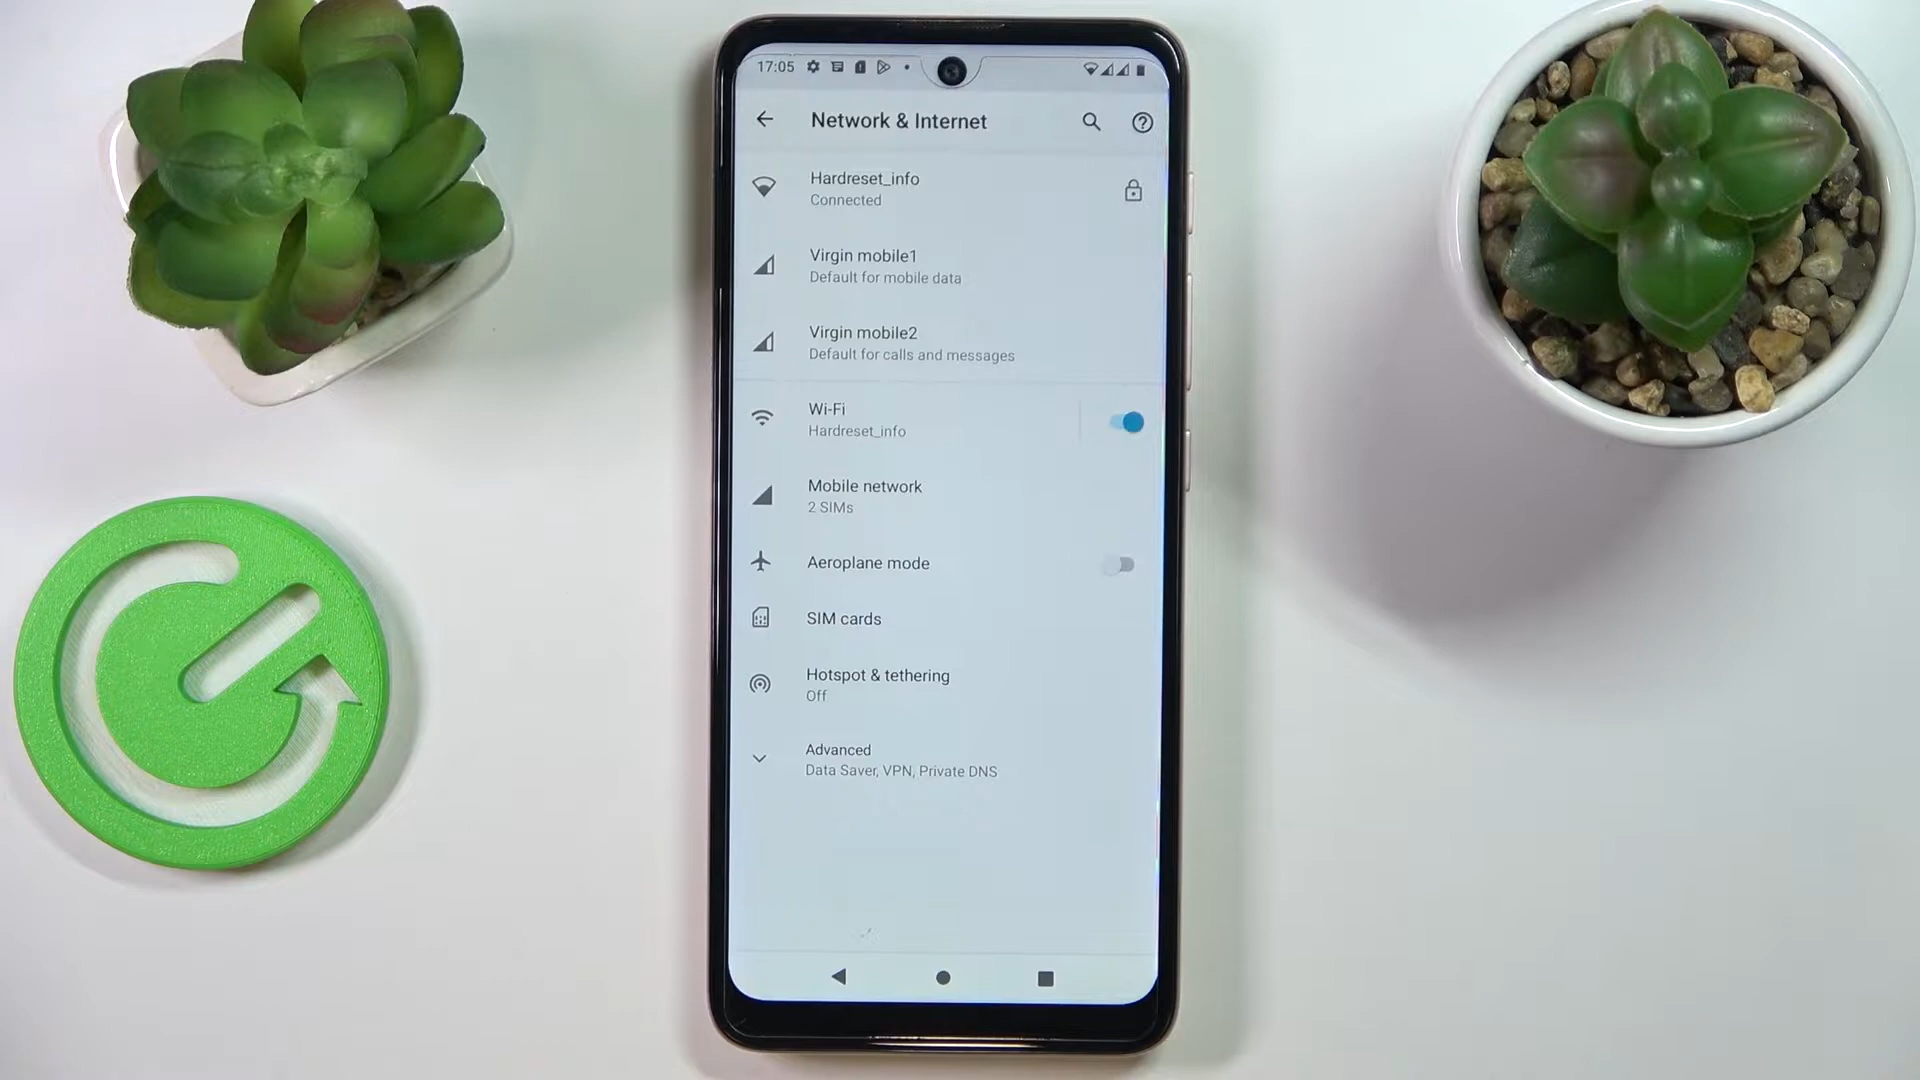 17:05
Network & Internet
Hardreset_info
Connected
Virgin mobile1
Default for mobile data
Virgin mobile2
Default for calls and messages
Wi-Fi
Hardreset_info
Mobile network
2 SIMs
Aeroplane mode
SIM cards
Hotspot & tethering
Off
Advanced
Data Saver, VPN, Private DNS